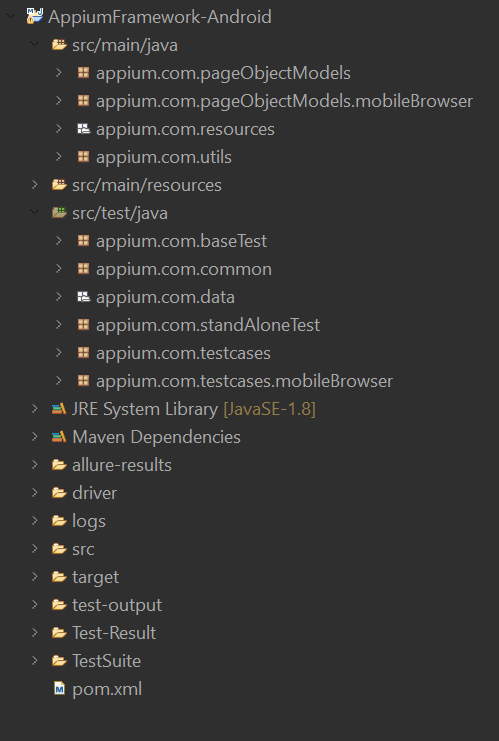 AppiumFramework-Android
src/main/java
appium.com.pageObjectModels
appium.com.pageObjectModels.mobileBrowser
appium.com.resources
appium.com.utils
src/main/resources
src/test/java
appium.com.baseTest
appium.com.common
appium.com.data
appium.com.standAloneTest
appium.com.testcases
appium.com.testcases.mobileBrowser
JRE System Library [JavaSE-1.8]
Maven Dependencies
allure-results
driver
logs
src
target
test-output
Test-Result
TestSuite
pom.xml